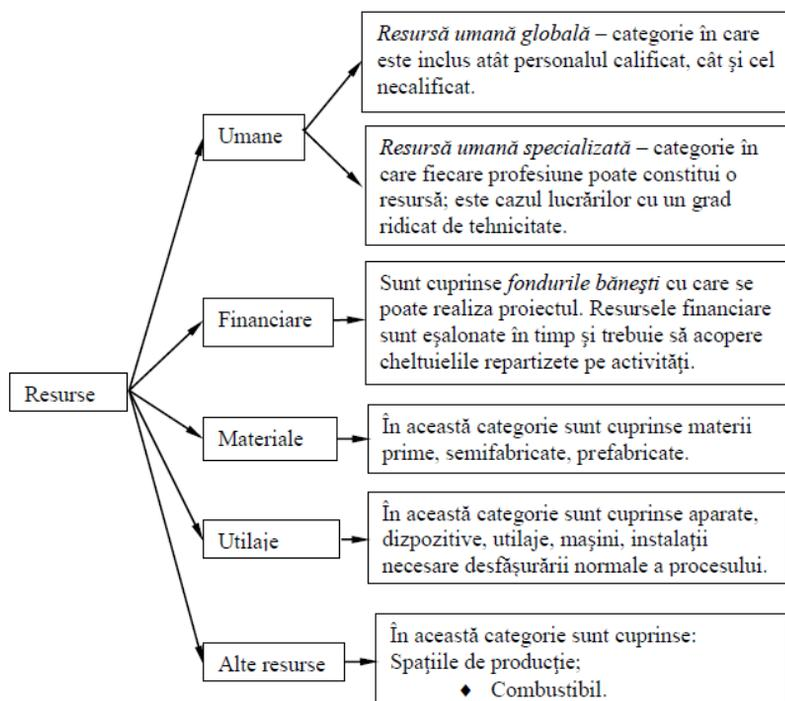 Resursă umană globală – categorie în care
este inclus atât personalul calificat, cât şi cel
necalificat.
Umane
Resursă umană specializată – categorie în
care fiecare profesiune poate constitui o
resursă; este cazul lucrărilor cu un grad
ridicat de tehnicitate.
Sunt cuprinse fondurile băneşti cu care se
poate realiza proiectul. Resursele financiare
sunt eşalonate în timp şi trebuie să acopere
cheltuielile repartizete pe activităţi.
Financiare
Resurse
În această categorie sunt cuprinse materii
prime, semifabricate, prefabricate.
Materiale
În această categorie sunt cuprinse aparate,
dizpozitive, utilaje, maşini, instalaţii
necesare desfăşurării normale a procesului.
Utilaje
În această categorie sunt cuprinse:
Spaţiile de producţie;
♦ Combustibil.
Alte resurse